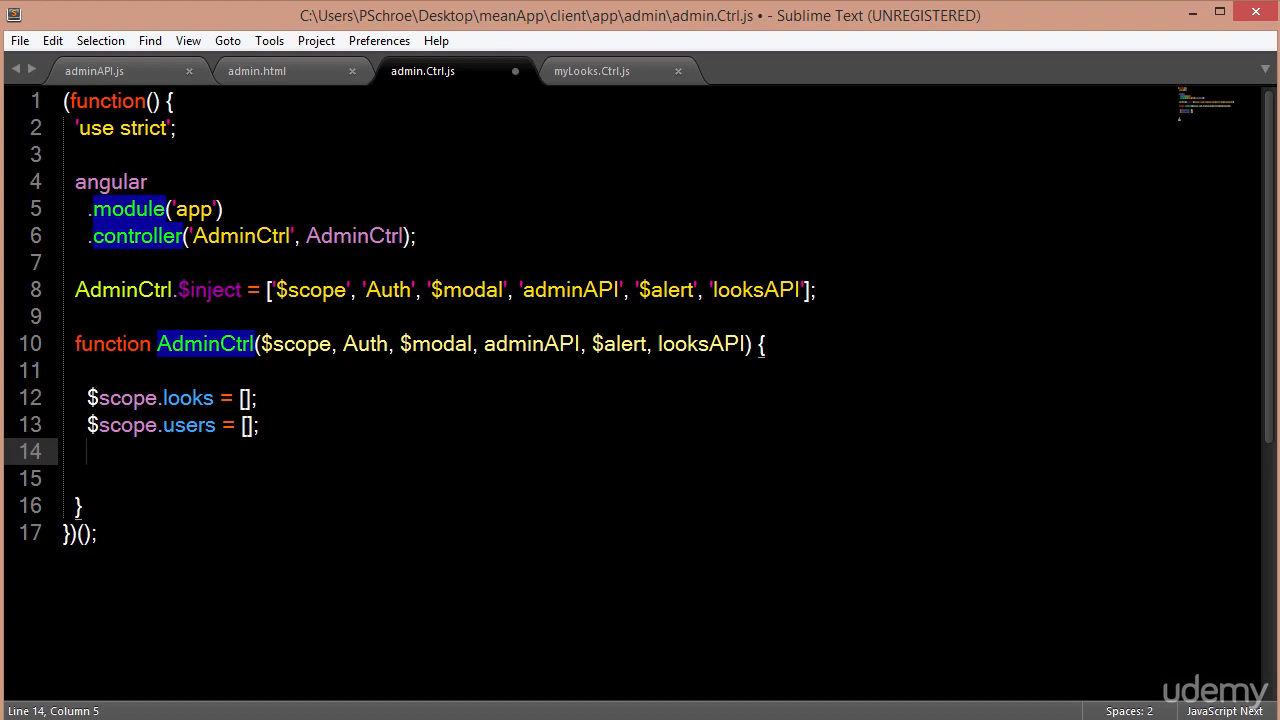 C:\Users\PSchroe\Desktop\meanApp\client\app\admin\admin.Ctrl.js • - Sublime Text (UNREGISTERED)
File Edit Selection Find View Goto Tools Project Preferences Help
adminAPI.js × admin.html × admin.Ctrl.js myLooks.Ctrl.js ×
1 (function() {
2 'use strict';
3
4 angular
5 .module('app')
6 .controller('AdminCtrl', AdminCtrl);
7
8 AdminCtrl.$inject = ['$scope', 'Auth', '$modal', 'adminAPI', '$alert', 'looksAPI'];
9
10 function AdminCtrl($scope, Auth, $modal, adminAPI, $alert, looksAPI) {
11
12 $scope.looks = [];
13 $scope.users = [];
14
15
16 }
17 })();
udemy
Line 14, Column 5 Spaces: 2 JavaScript Next